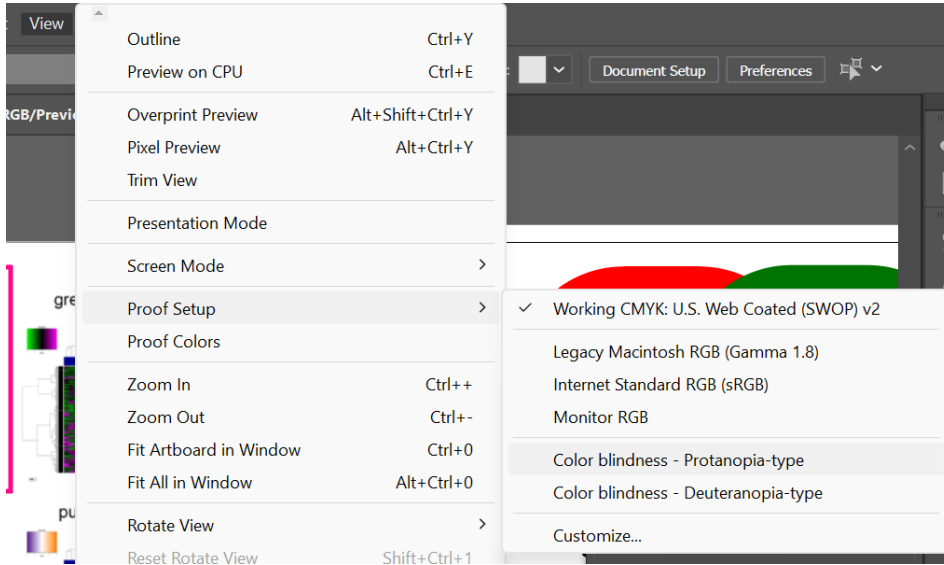 View
Outline Ctrl+Y
Preview on CPU Ctrl+E
Document Setup Preferences
Overprint Preview Alt+Shift+Ctrl+Y
Pixel Preview Alt+Ctrl+Y
Trim View
Presentation Mode
Screen Mode
Proof Setup
Working CMYK: U.S. Web Coated (SWOP) v2
Proof Colors
Legacy Macintosh RGB (Gamma 1.8)
Internet Standard RGB (sRGB)
Monitor RGB
Zoom In Ctrl++
Zoom Out Ctrl+-
Fit Artboard in Window Ctrl+0
Fit All in Window Alt+Ctrl+0
Color blindness - Protanopia-type
Color blindness - Deuteranopia-type
Customize...
Rotate View
Reset Rotate View Shift+Ctrl+1